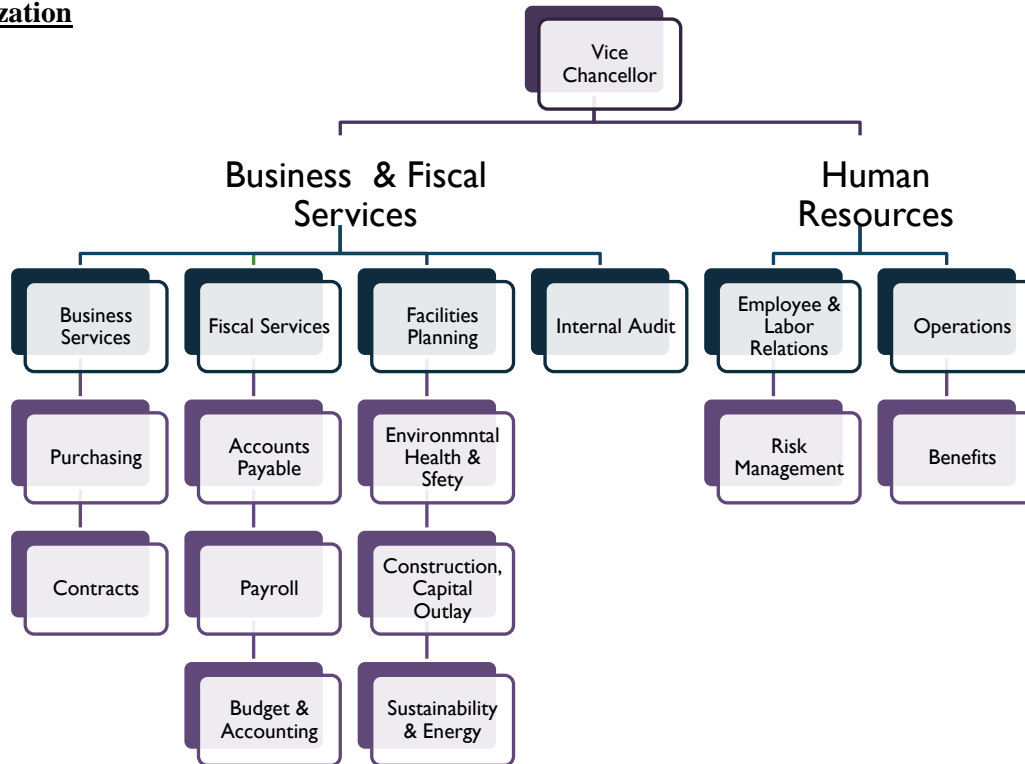 zation
Vice
Chancellor
Business & Fiscal
Services
Human
Resources
Business
Services
Fiscal Services
Facilities
Planning
Internal Audit
Employee &
Labor
Relations
Operations
Purchasing
Accounts
Payable
Environmntal
Health &
Sfety
Risk
Management
Benefits
Contracts
Payroll
Construction,
Capital
Outlay
Budget &
Accounting
Sustainability
& Energy